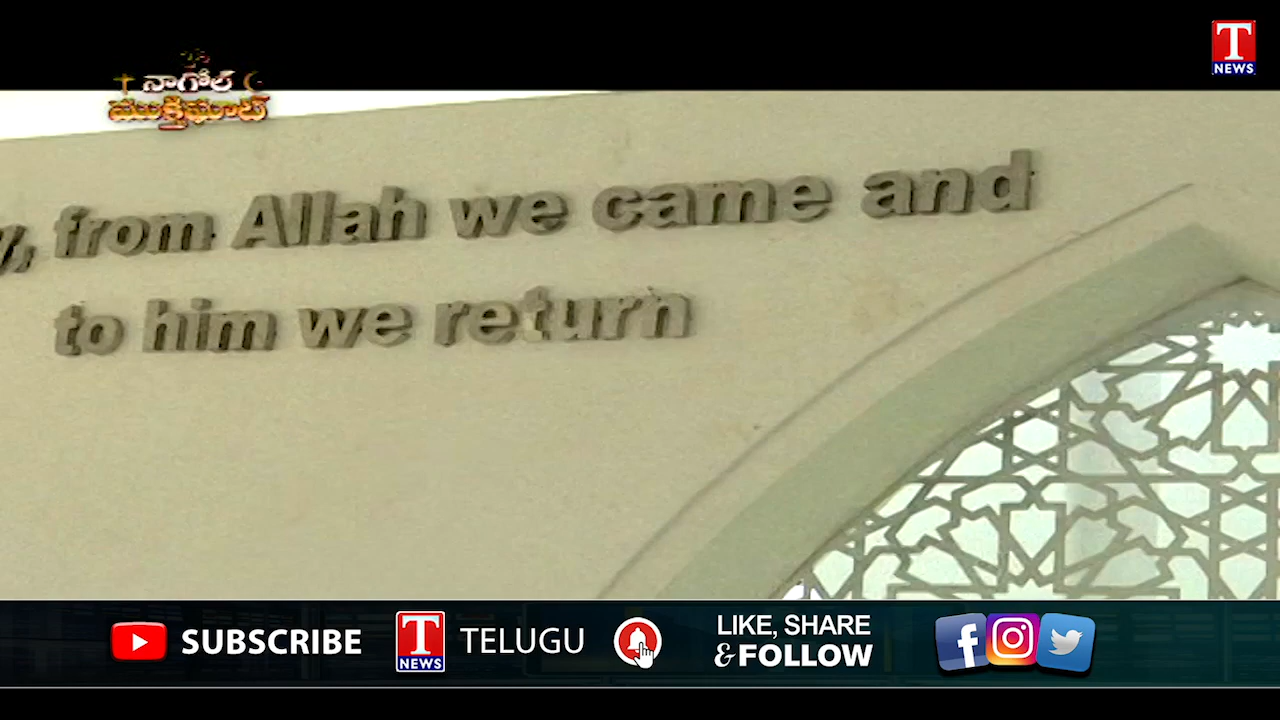 T
NEWS
నాగోల్
ముక్తిఘాట్
, from Allah we came and
to him we return
SUBSCRIBE
T
NEWS
TELUGU
LIKE, SHARE
& FOLLOW